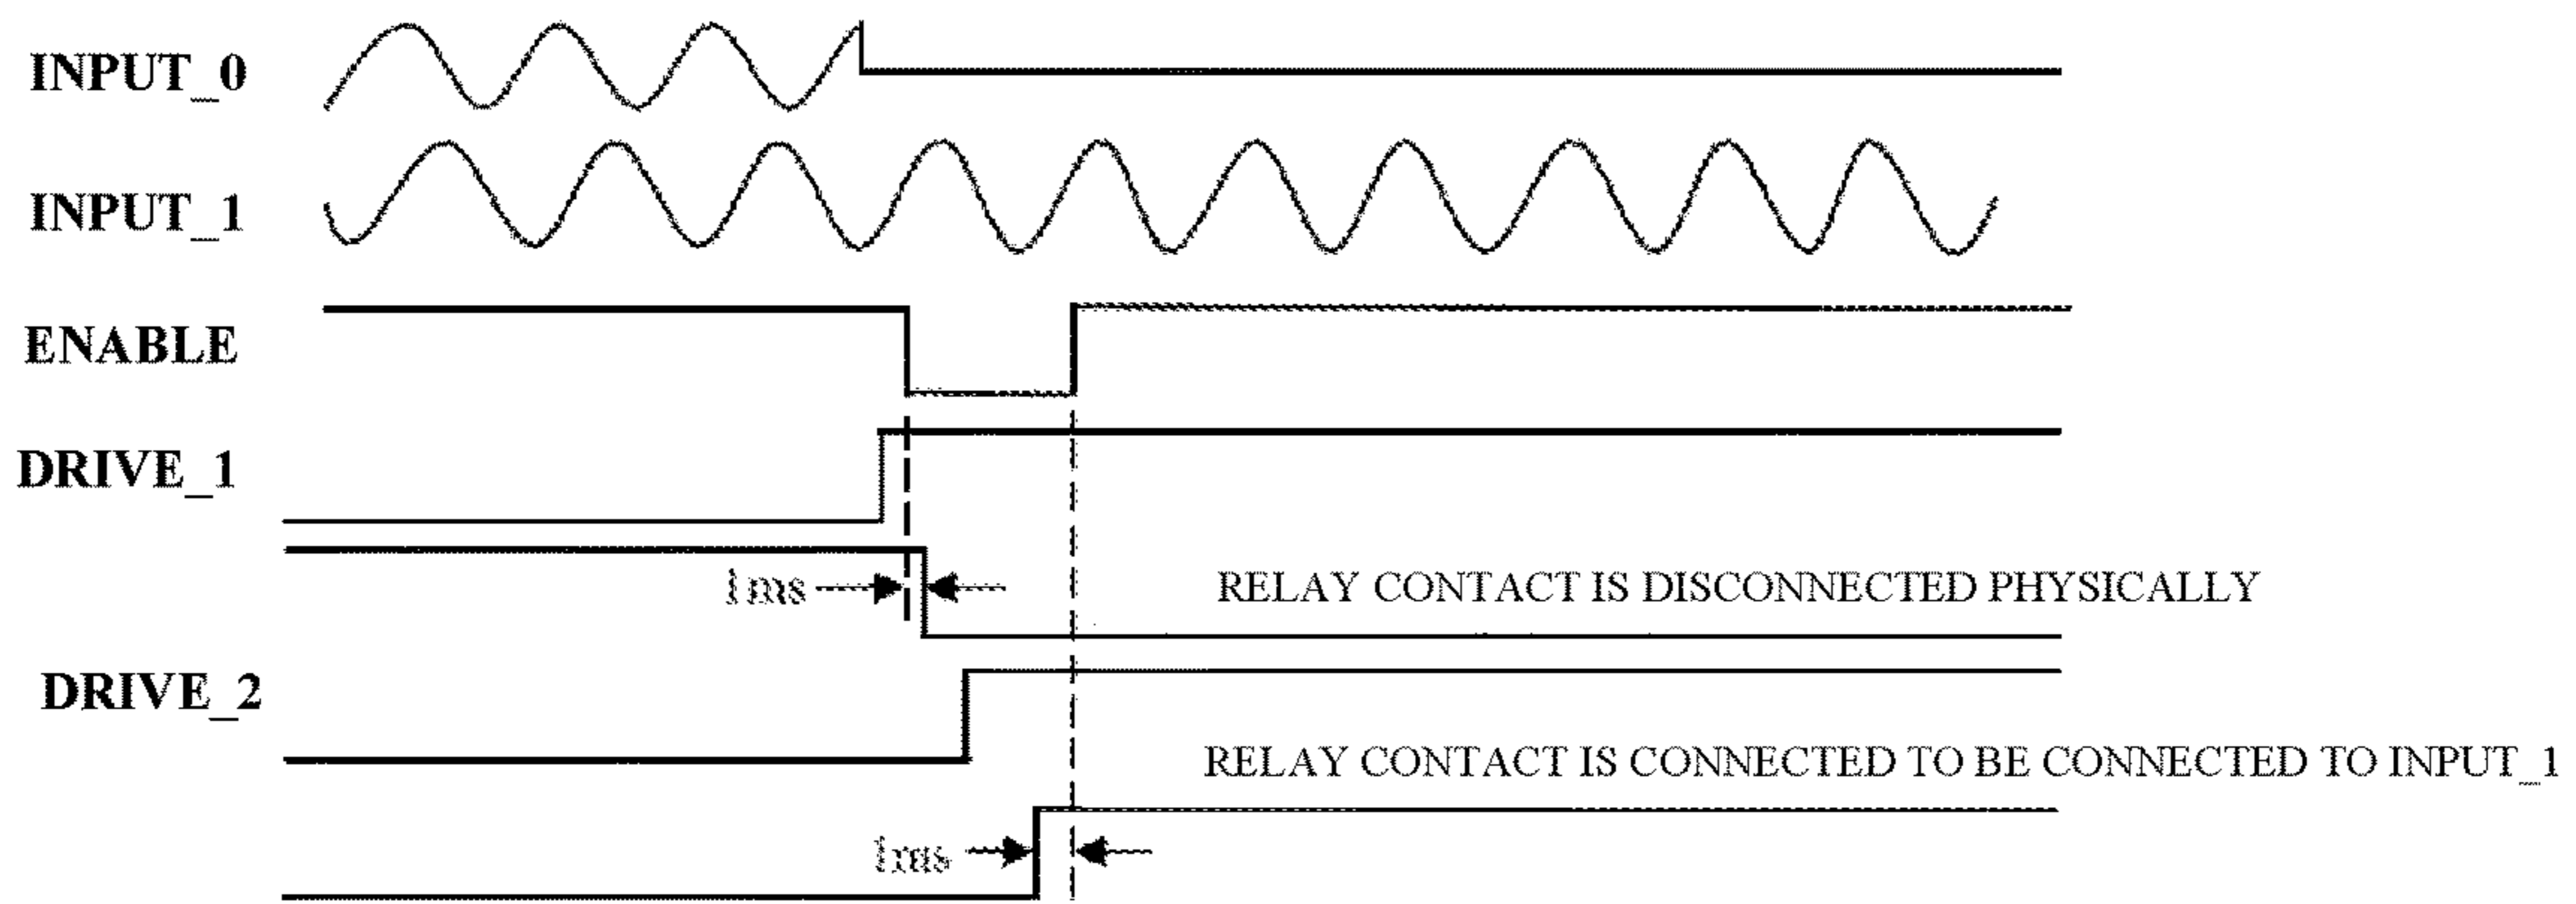 INPUT_0
INPUT_1
ENABLE
DRIVE_1
1ms
RELAY CONTACT IS DISCONNECTED PHYSICALLY
DRIVE_2
RELAY CONTACT IS CONNECTED TO BE CONNECTED TO INPUT_1
1ms